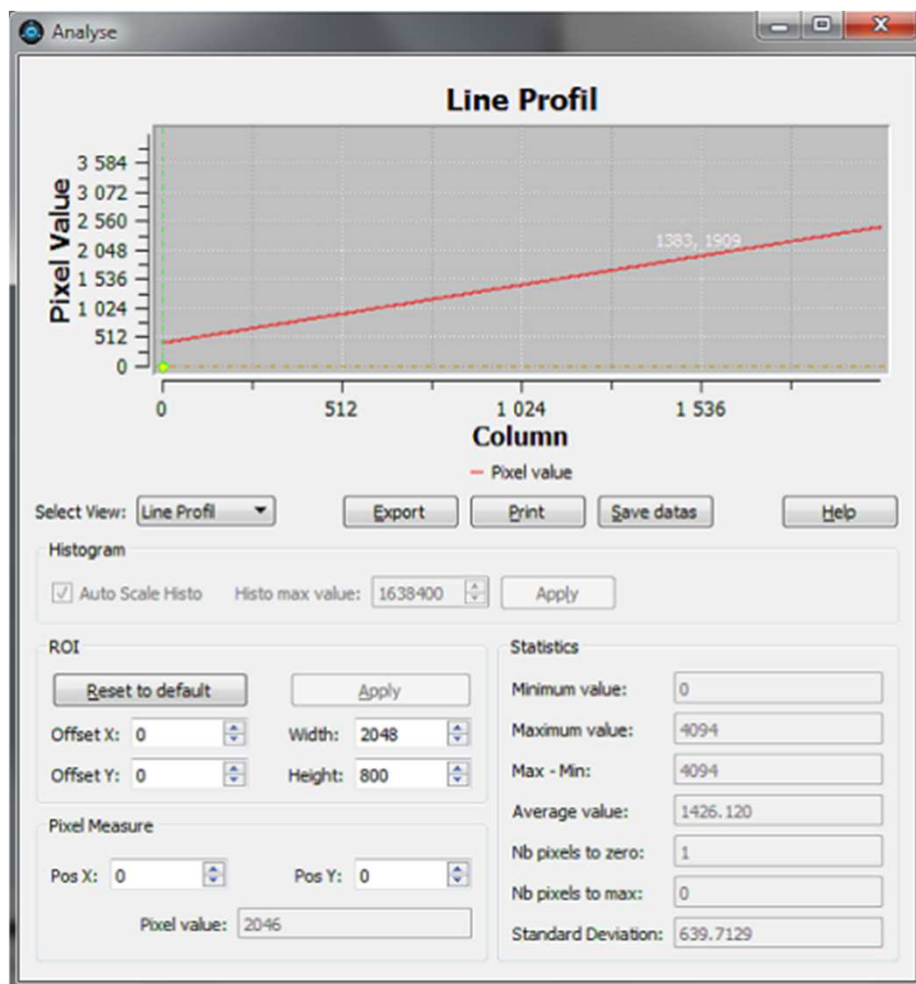 Analyse
Line Profil
Pixel Value
3 584
3 072
2 560
2 048
1 536
1 024
512
0
1383, 1909
0 512 1 024 1 536
Column
Pixel value
Select View: Line Profil Export Print Save datas Help
Histogram
Auto Scale Histo Histo max value: 1638400 Apply
ROI
Reset to default Apply
Offset X: 0 Width: 2048
Offset Y: 0 Height: 800
Pixel Measure
Pos X: 0 Pos Y: 0
Pixel value: 2046
Statistics
Minimum value: 0
Maximum value: 4094
Max - Min: 4094
Average value: 1426.120
Nb pixels to zero: 1
Nb pixels to max: 0
Standard Deviation: 639.7129